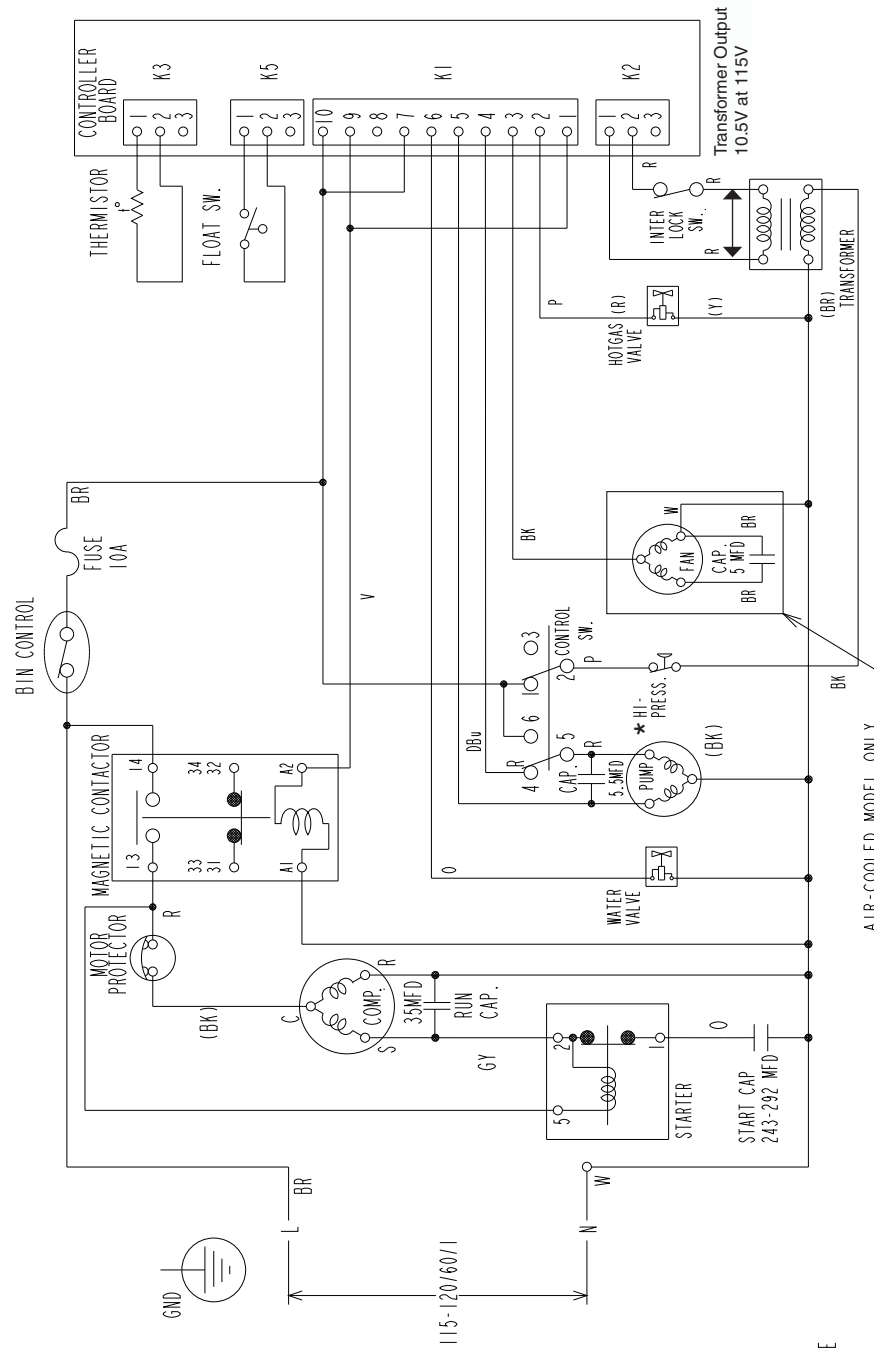 CONTROLLER
BOARD
K3
K5
K1
K2
1
2
3
1
2
3
10
9
8
7
6
5
4
3
2
1
1
2
3
Transformer Output
10.5V at 115V
THERMISTOR
t°
FLOAT SW.
R
INTER
LOCK
SW.
R
R
(BR)
TRANSFORMER
P
(R)
HOTGAS
VALVE
(Y)
BR
FUSE
10A
BIN CONTROL
V
BK
W
FAN
CAP.
5 MFD
BR
BR
3
CONTROL
SW.
1
2
P
6
5
DBu
R
4
R
* HI-
PRESS.
BK
CAP.
5.5MFD
PUMP
(BK)
AIR-COOLED MODEL ONLY
MAGNETIC CONTACTOR
14
13
34
32
33
31
A2
A1
O
WATER
VALVE
MOTOR
PROTECTOR
R
(BK)
C
COMP.
R
S
35MFD
RUN
CAP.
GY
2
1
5
STARTER
O
START CAP
243-292 MFD
GND
L
BR
N
W
115-120/60/1
E